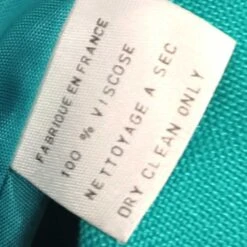 FABRIQUE EN FRANCE
100 % VISCOSE
NETTOYAGE A SEC
DRY CLEAN ONLY